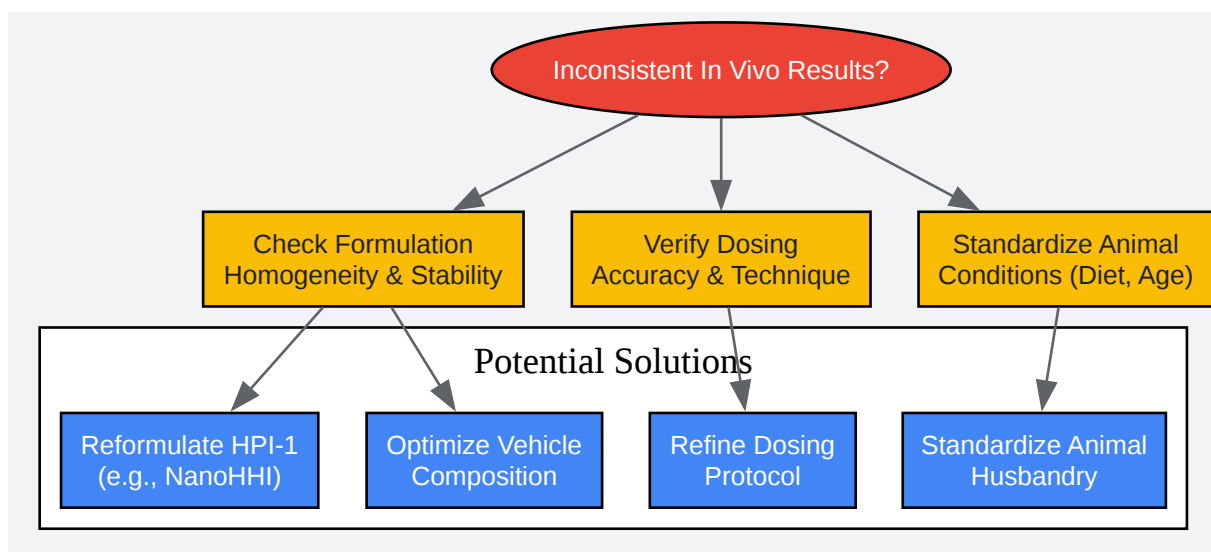 Inconsistent In Vivo Results?
Check Formulation
Homogeneity & Stability
Verify Dosing
Accuracy & Technique
Standardize Animal
Conditions (Diet, Age)
Potential Solutions
Reformulate HPI-1
(e.g., NanoHHI)
Optimize Vehicle
Composition
Refine Dosing
Protocol
Standardize Animal
Husbandry